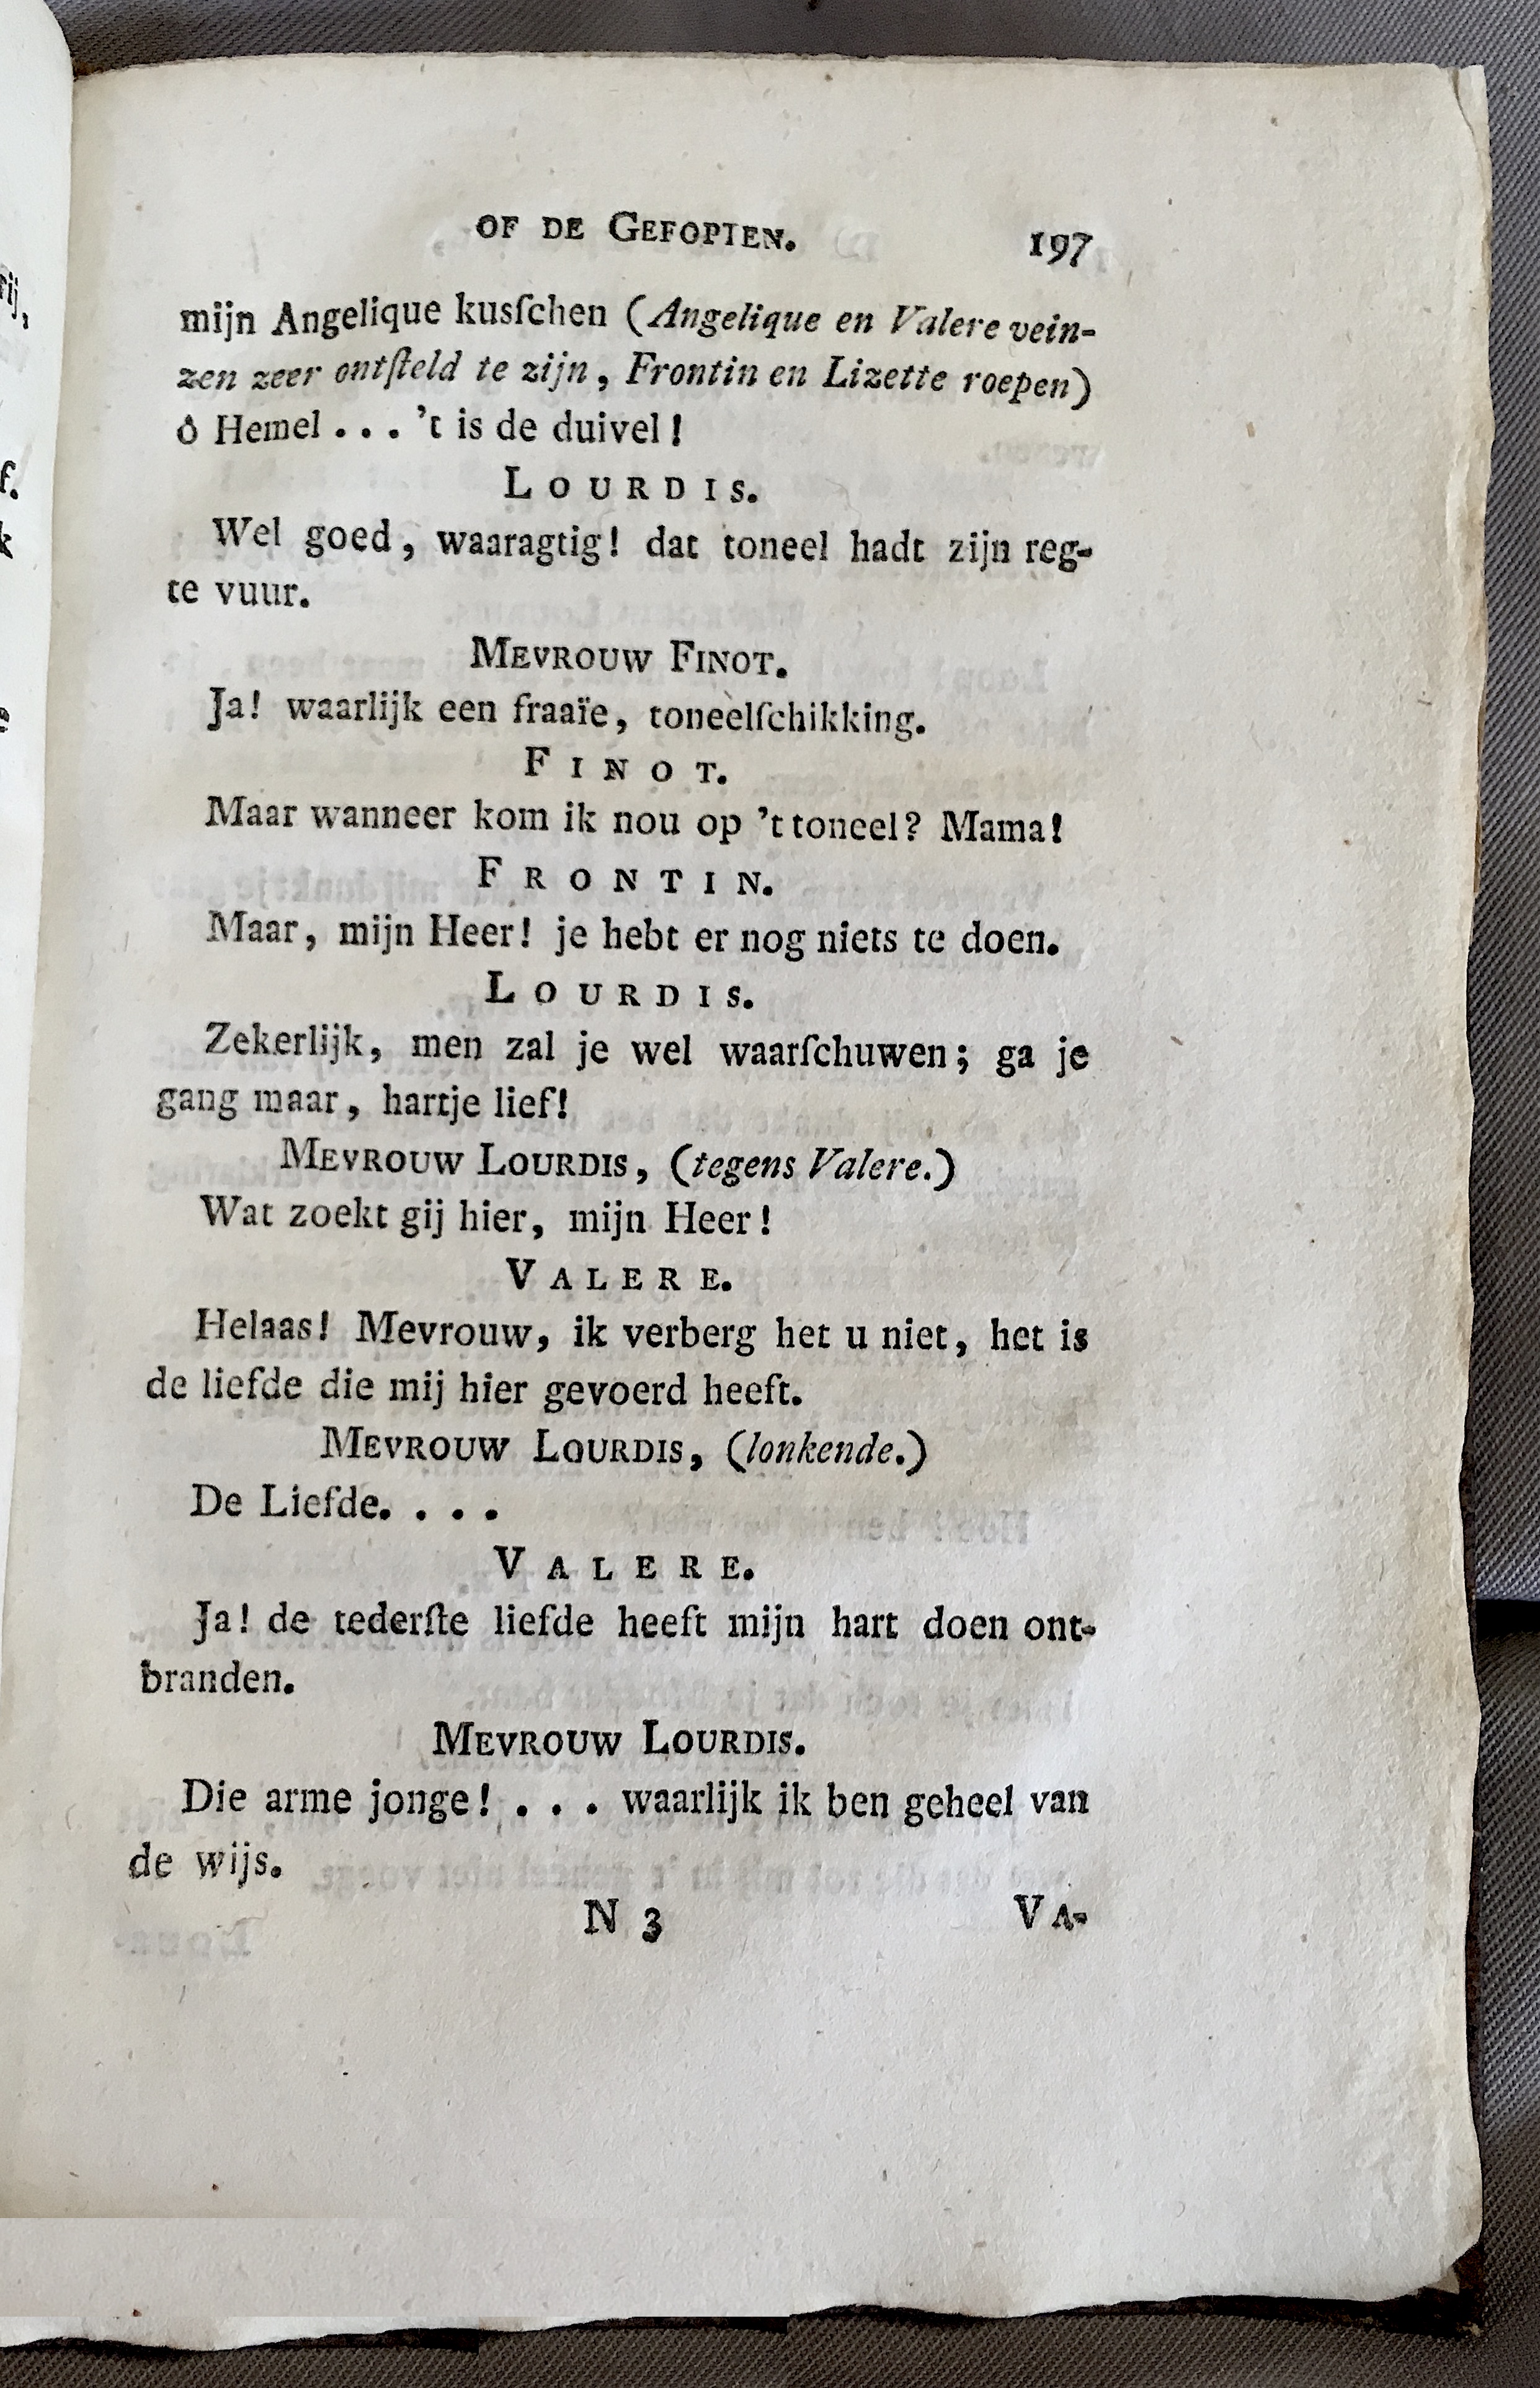 OF DE GEFOPTEN. 197
mijn Angelique kusſchen (Angelique en Valere vein-
zen zeer ontſteld te zijn, Frontin en Lizette roepen)
ô Hemel . . . 't is de duivel!
LOURDIS.
Wel goed, waaragtig! dat toneel hadt zijn reg-
te vuur.
MEVROUW FINOT.
Ja! waarlijk een fraaïe, toneelſchikking.
FINOT.
Maar wanneer kom ik nou op 't toneel? Mama!
FRONTIN.
Maar, mijn Heer! je hebt er nog niets te doen.
LOURDIS.
Zekerlijk, men zal je wel waarſchuwen; ga je
gang maar, hartje lief!
MEVROUW LOURDIS, (tegens Valere.)
Wat zoekt gij hier, mijn Heer!
VALERE.
Helaas! Mevrouw, ik verberg het u niet, het is
de liefde die mij hier gevoerd heeft.
MEVROUW LOURDIS, (lonkende.)
De Liefde. . . .
VALERE.
Ja! de tederſte liefde heeft mijn hart doen ont-
branden.
MEVROUW LOURDIS.
Die arme jonge! . . . waarlijk ik ben geheel van
de wijs.
N 3 VA-